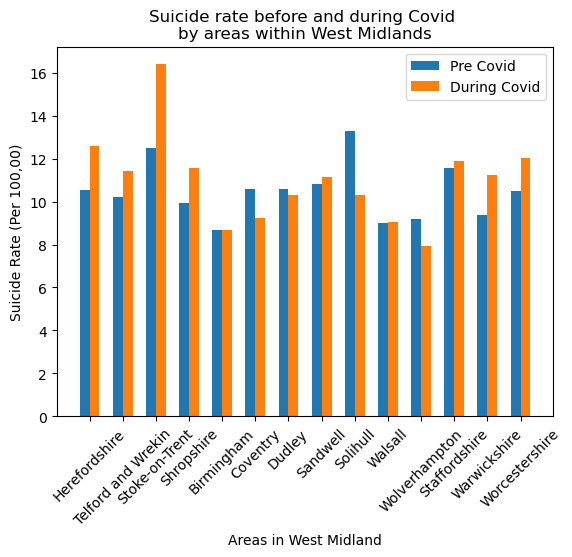 Suicide rate before and during Covid
by areas within West Midlands
Pre Covid
During Covid
Suicide Rate (Per 100,00)
16
14
12
10
8
6
4
2
0
Herefordshire
Telford and Wrekin
Stoke-on-Trent
Shropshire
Birmingham
Coventry
Dudley
Sandwell
Solihull
Walsall
Wolverhampton
Staffordshire
Warwickshire
Worcestershire
Areas in West Midland